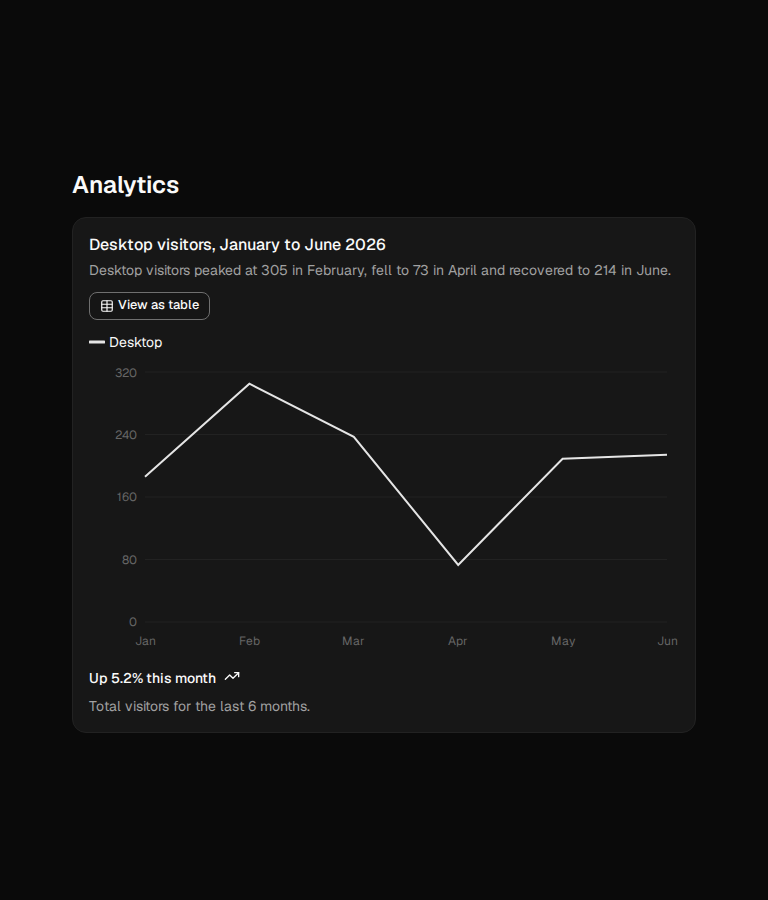 Analytics
Desktop visitors, January to June 2026
Desktop visitors peaked at 305 in February, fell to 73 in April and recovered to 214 in June.
View as table
Desktop
320
240
160
80
0
Jan Feb Mar Apr May Jun
Up 5.2% this month
Total visitors for the last 6 months.